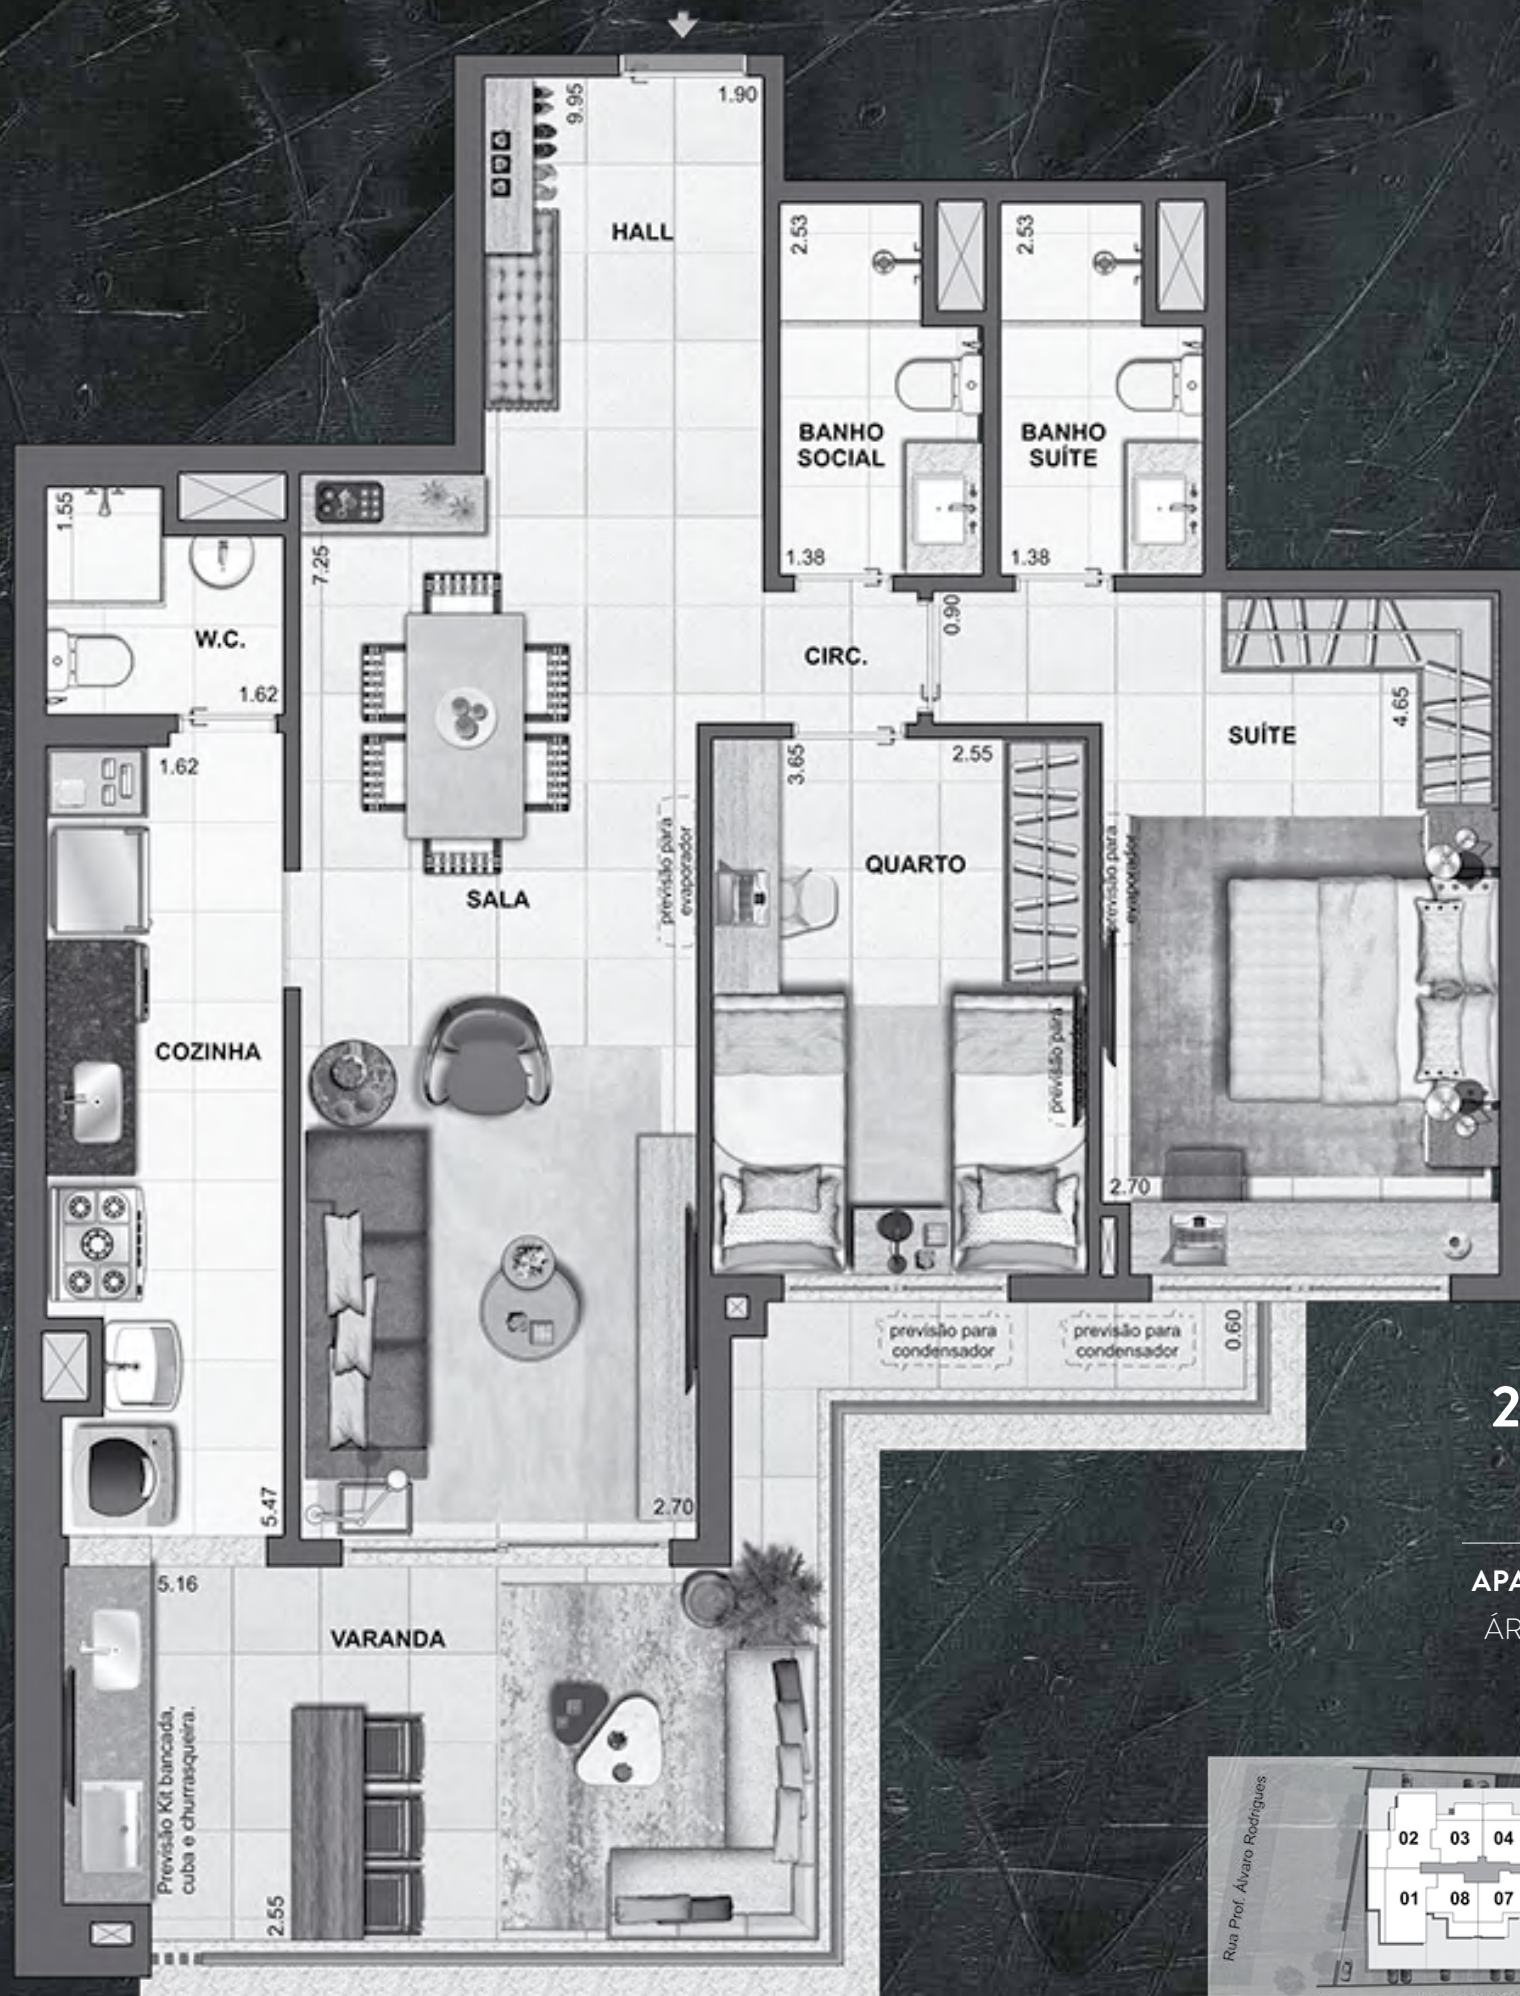 9.95
1.90
HALL
2.53
2.53
BANHO
SOCIAL
BANHO
SUÍTE
1.38
1.38
1.55
7.25
W.C.
1.62
0.90
CIRC.
4.65
SUÍTE
1.62
3.65
2.55
previsão para
evaporador
QUARTO
previsão para
evaporador
SALA
COZINHA
previsão para
2.70
previsão para
condensador
previsão para
condensador
0.60
2
5.47
2.70
5.16
VARANDA
APA
ÁR
Previsão Kit bancada,
cuba e churrasqueira.
2.55
Rua Prof. Álvaro Rodrigues
02 03 04
01 08 07